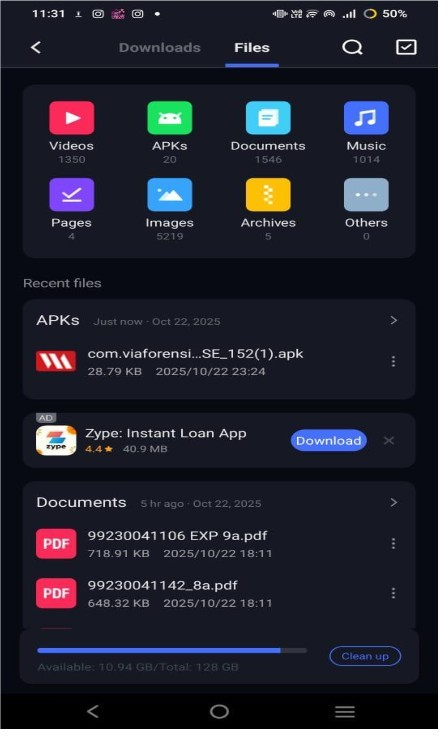 11:31 50%
Downloads Files
Videos APKs Documents Music
1350 20 1546 1014
Pages Images Archives Others
4 5219 5 0
Recent files
APKs Just now · Oct 22, 2025
com.viaforensi...SE_152(1).apk
28.79 KB 2025/10/22 23:24
AD
zype
Zype: Instant Loan App
4.4★ 40.9 MB
Download
Documents 5 hr ago · Oct 22, 2025
PDF
99230041106 EXP 9a.pdf
718.91 KB 2025/10/22 18:11
PDF
99230041142_8a.pdf
648.32 KB 2025/10/22 18:11
Available: 10.94 GB/Total: 128 GB
Clean up